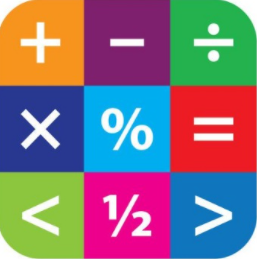 + − ÷
× % =
< ½ >